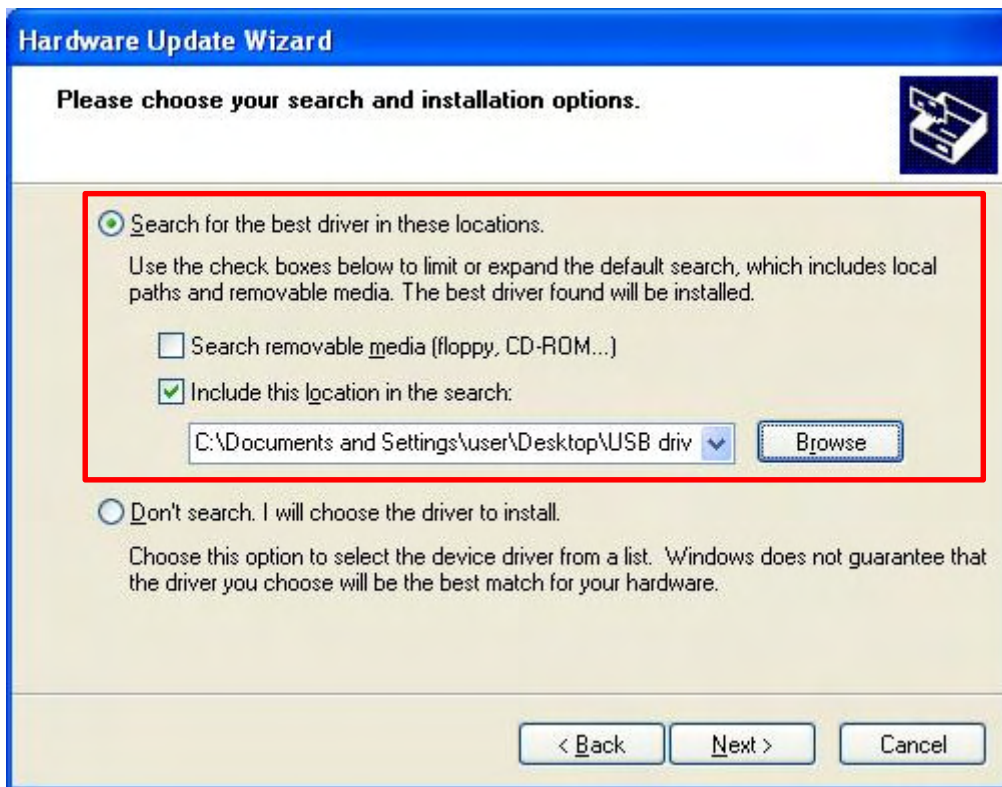 Hardware Update Wizard
Please choose your search and installation options.
Search for the best driver in these locations.
Use the check boxes below to limit or expand the default search, which includes local
paths and removable media. The best driver found will be installed.
Search removable media (floppy, CD-ROM...)
Include this location in the search:
C:\Documents and Settings\user\Desktop\USB driv
Browse
Don't search. I will choose the driver to install.
Choose this option to select the device driver from a list. Windows does not guarantee that
the driver you choose will be the best match for your hardware.
< Back Next > Cancel